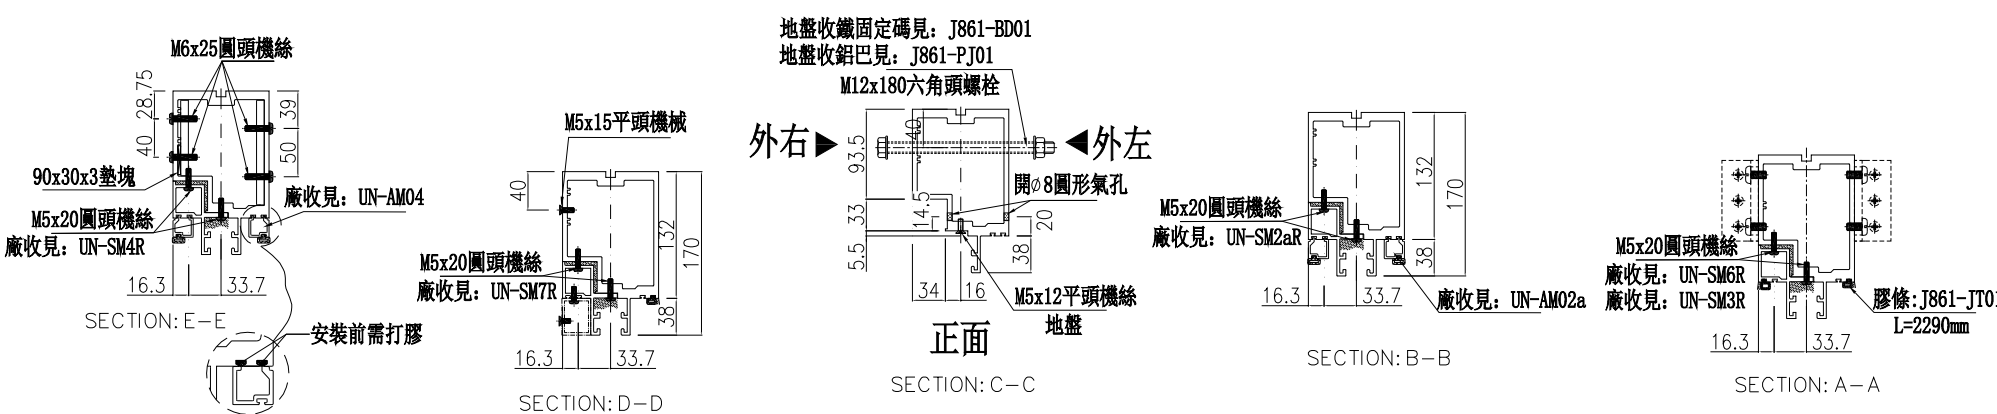 M6x25圓頭機絲
28.75
40
39
50
90x30x3墊塊
M5x20圓頭機絲
廠收見: UN-SM4R
廠收見: UN-AM04
16.3
33.7
SECTION: E-E
安裝前需打膠
M5x15平頭機械
40
132
170
M5x20圓頭機絲
廠收見: UN-SM7R
38
16.3
33.7
SECTION: D-D
地盤收鐵固定碼見: J861-BD01
地盤收鋁巴見: J861-PJ01
M12x180六角頭螺栓
外右
外左
40
93.5
33
14.5
5.5
開ø8圓形氣孔
20
38
34
16
M5x12平頭機絲
地盤
正面
SECTION: C-C
132
170
M5x20圓頭機絲
廠收見: UN-SM2aR
38
16.3
33.7
廠收見: UN-AM02a
SECTION: B-B
M5x20圓頭機絲
廠收見: UN-SM6R
廠收見: UN-SM3R
膠條: J861-JT01
L=2290mm
16.3
33.7
SECTION: A-A